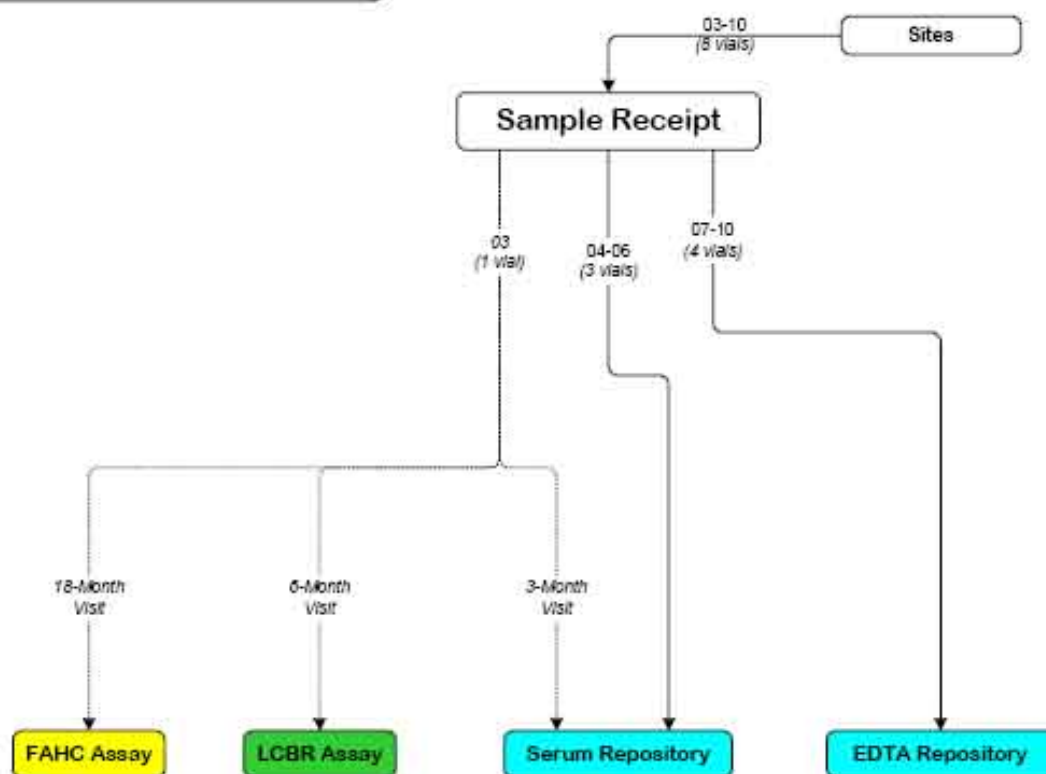 03-10
(8 vials)
Sites
Sample Receipt
03
(1 vial)
04-06
(3 vials)
07-10
(4 vials)
18-Month
Visit
6-Month
Visit
3-Month
Visit
FAHC Assay
LCBR Assay
Serum Repository
EDTA Repository